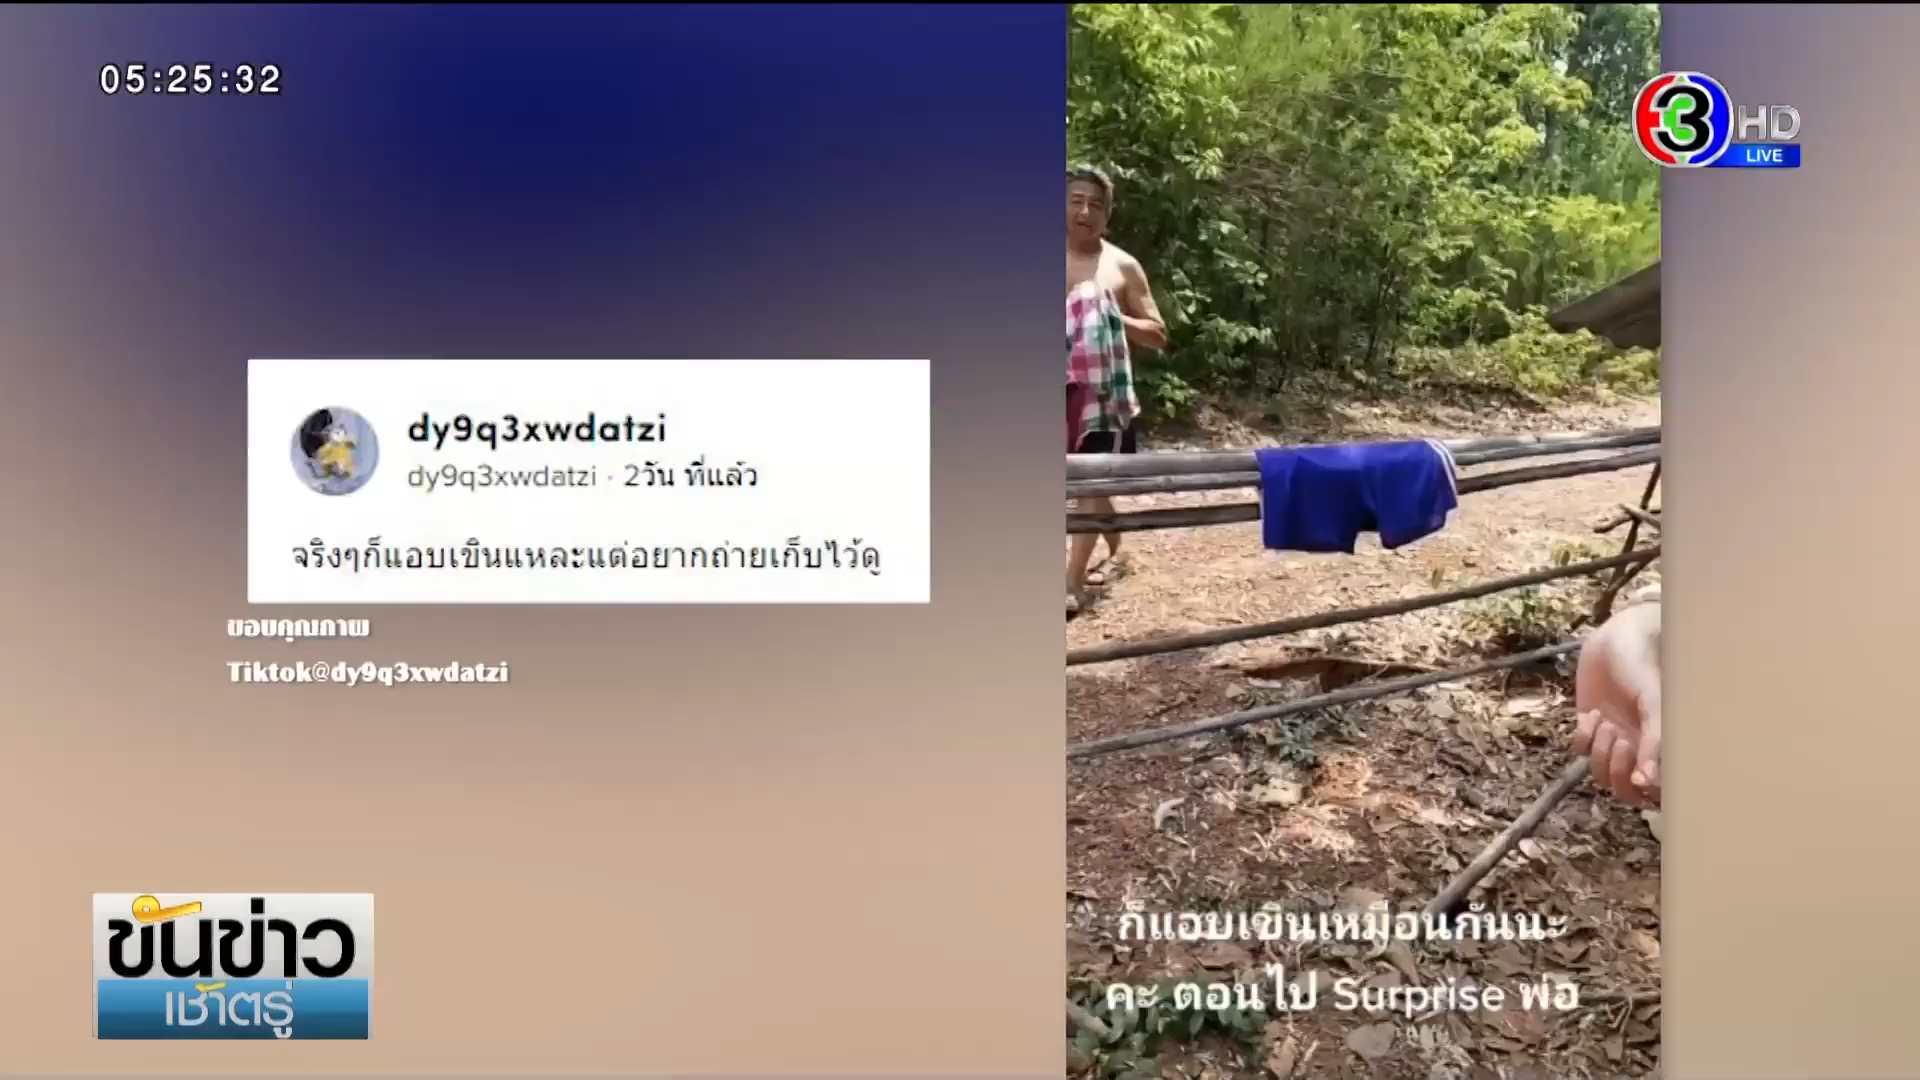 05:25:32
3 HD
LIVE
dy9q3xwdatzi
dy9q3xwdatzi · 2วัน ที่แล้ว
จริงๆก็แอบเขินแหละแต่อยากถ่ายเก็บไว้ดู
ขอบคุณภาพ
Tiktok@dy9q3xwdatzi
ขันข่าว
เช้าตรู่
ก็แอบเขินเหมือนกันนะ
คะ ตอนไป Surprise พ่อ